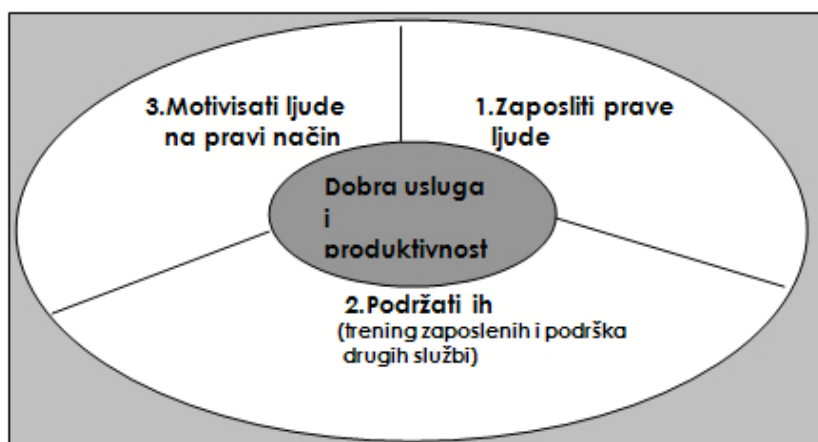 3.Motivisati ljude
na pravi način
1.Zaposliti prave
ljude
Dobra usluga
i
produktivnost
2.Podržati ih
(trening zaposlenih i podrška
drugih službi)